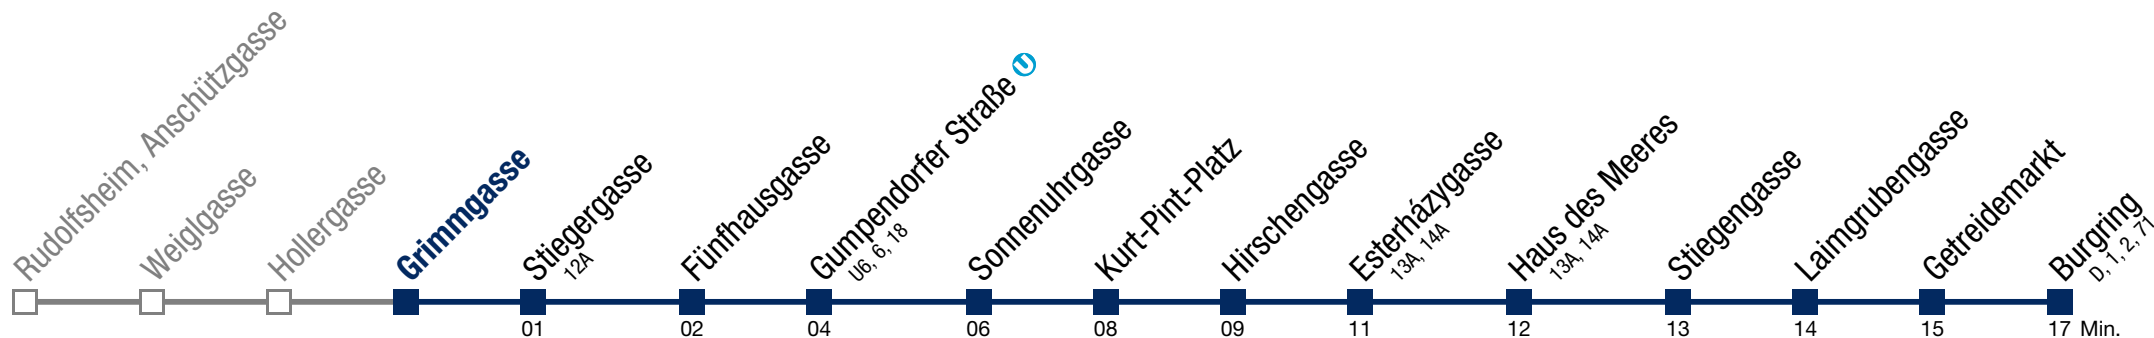 Rudolfsheim, Anschützgasse
Weiglgasse
Hollergasse
Grimmgasse
Stiegergasse
12A
Fünfhausgasse
Gumpendorfer Straße U
U6, 6, 18
Sonnenuhrgasse
Kurt-Pint-Platz
Hirschengasse
Esterházygasse
13A, 14A
Haus des Meeres
13A, 14A
Stiegengasse
Laimgrubengasse
Getreidemarkt
Burgring
D, 1, 2, 71
01 02 04 06 08 09 11 12 13 14 15 17 Min.